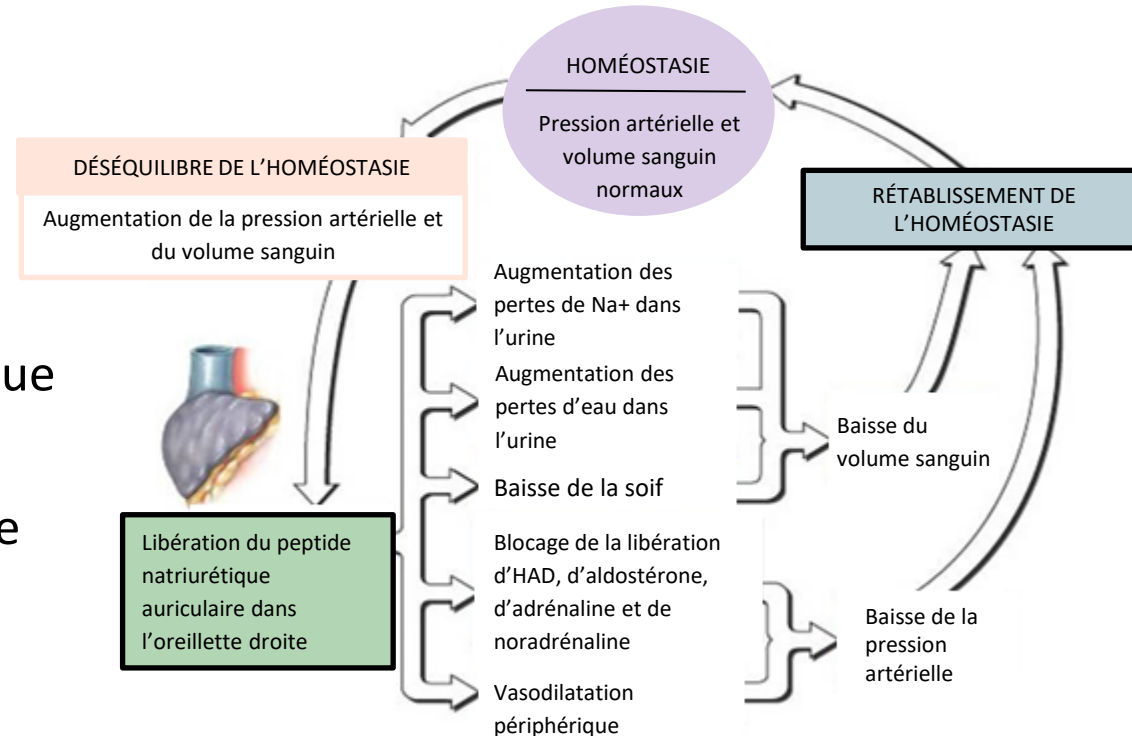 HOMÉOSTASIE
Pression artérielle et
volume sanguin
normaux
DÉSÉQUILIBRE DE L'HOMÉOSTASIE
Augmentation de la pression artérielle et
du volume sanguin
RÉTABLISSEMENT DE
L'HOMÉOSTASIE
ue
e
Libération du peptide
natriurétique
auriculaire dans
l'oreillette droite
Augmentation des
pertes de Na+ dans
l'urine
Augmentation des
pertes d'eau dans
l'urine
Baisse de la soif
Blocage de la libération
d'HAD, d'aldostérone,
d'adrénaline et de
noradrénaline
Vasodilatation
périphérique
Baisse du
volume sanguin
Baisse de la
pression
artérielle